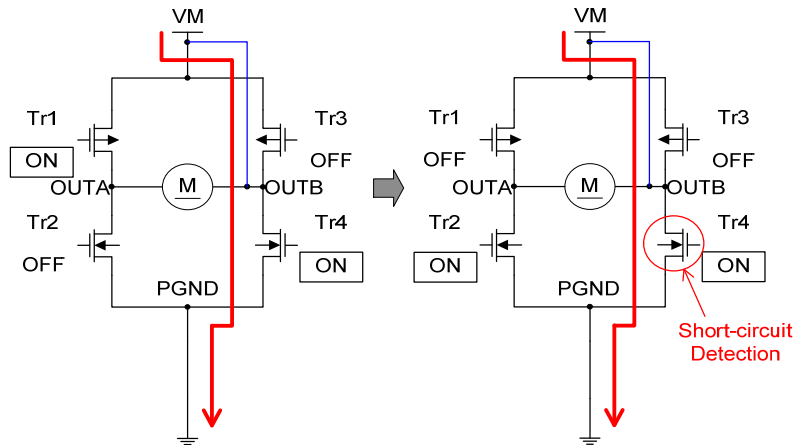 VM
Tr1
ON
Tr3
OFF
OUTA
M
OUTB
Tr2
OFF
Tr4
ON
PGND
VM
Tr1
OFF
Tr3
OFF
OUTA
M
OUTB
Tr2
ON
Tr4
ON
PGND
Short-circuit
Detection